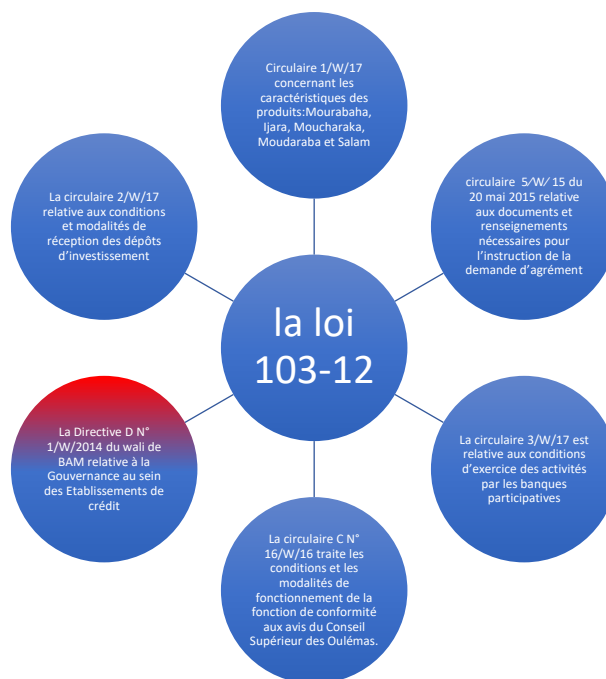 Circulaire 1/W/17
concernant les
caractéristiques des
produits:Mourabaha,
Ijara, Moucharaka,
Moudaraba et Salam
circulaire 5/W/ 15 du
20 mai 2015 relative
aux documents et
renseignements
nécessaires pour
l'instruction de la
demande d'agrément
La circulaire 3/W/17 est
relative aux conditions
d'exercice des activités
par les banques
participatives
La circulaire C N°
16/W/16 traite les
conditions et les
modalités de
fonctionnement de la
fonction de conformité
aux avis du Conseil
Supérieur des Oulémas.
La Directive D N°
1/W/2014 du wali de
BAM relative à la
Gouvernance au sein
des Etablissements de
crédit
La circulaire 2/W/17
relative aux conditions
et modalités de
réception des dépôts
d'investissement
la loi
103-12